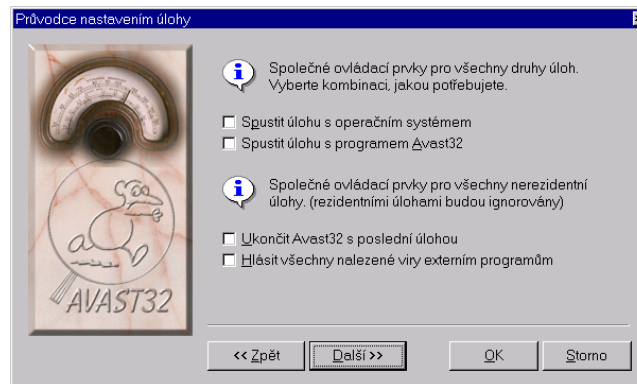 Průvodce nastavením úlohy
Společné ovládací prvky pro všechny druhy úloh.
Vyberte kombinaci, jakou potřebujete.
Spustit úlohu s operačním systémem
Spustit úlohu s programem Avast32
Společné ovládací prvky pro všechny nerezidentní
úlohy. (rezidentními úlohami budou ignorovány)
Ukončit Avast32 s poslední úlohou
Hlásit všechny nalezené viry externím programům
AVAST32
<< Zpět
Další >>
OK
Storno